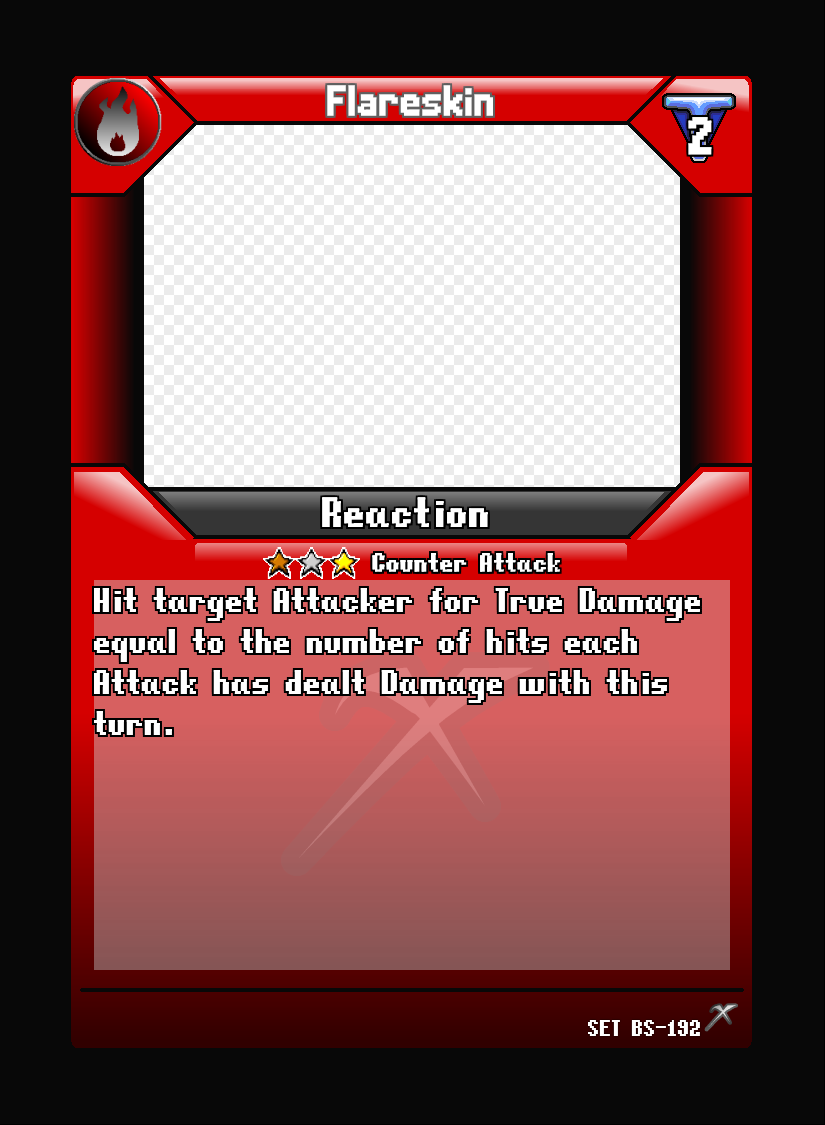 Flareskin
2
Reaction
Counter Attack
Hit target Attacker for True Damage
equal to the number of hits each
Attack has dealt Damage with this
turn.
SET BS-192